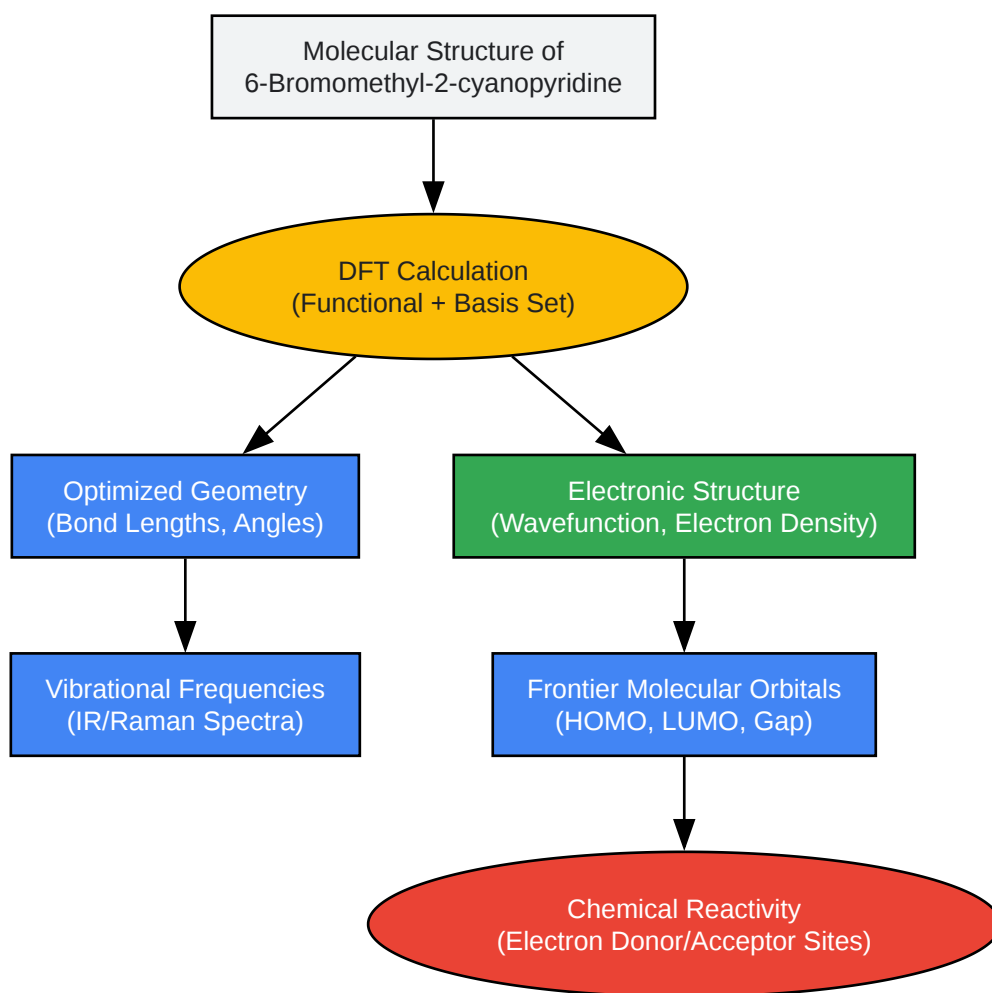 Molecular Structure of
6-Bromomethyl-2-cyanopyridine
DFT Calculation
(Functional + Basis Set)
Optimized Geometry
(Bond Lengths, Angles)
Electronic Structure
(Wavefunction, Electron Density)
Vibrational Frequencies
(IR/Raman Spectra)
Frontier Molecular Orbitals
(HOMO, LUMO, Gap)
Chemical Reactivity
(Electron Donor/Acceptor Sites)